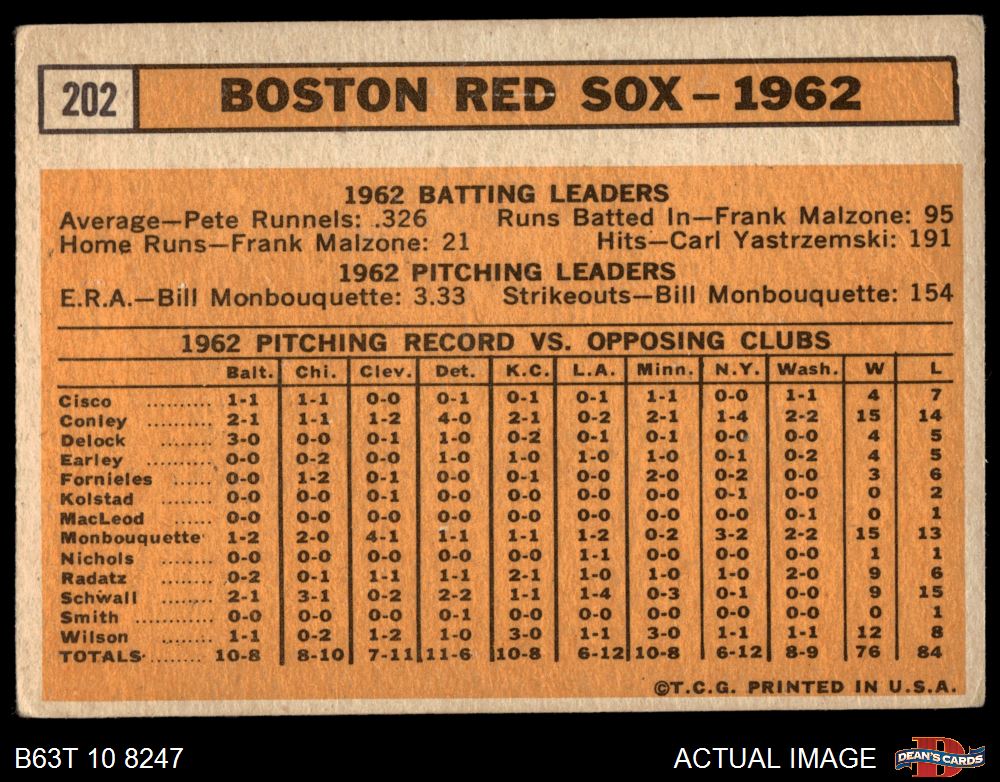 202 BOSTON RED SOX – 1962
1962 BATTING LEADERS
Average—Pete Runnels: .326 Runs Batted In—Frank Malzone: 95
Home Runs—Frank Malzone: 21 Hits—Carl Yastrzemski: 191
1962 PITCHING LEADERS
E.R.A.—Bill Monbouquette: 3.33 Strikeouts—Bill Monbouquette: 154
1962 PITCHING RECORD VS. OPPOSING CLUBS
Balt. Chi. Clev. Det. K.C. L.A. Minn. N.Y. Wash. W L
Cisco .......... 1-1 1-1 0-0 0-1 0-1 0-1 1-1 0-0 1-1 4 7
Conley .......... 2-1 1-1 1-2 4-0 2-1 0-2 2-1 1-4 2-2 15 14
Delock .......... 3-0 0-0 0-1 1-0 0-2 0-1 0-1 0-0 0-0 4 5
Earley .......... 0-0 0-2 0-0 1-0 1-0 1-0 1-0 0-1 0-2 4 5
Fornieles ...... 0-0 1-2 0-1 0-0 0-1 0-0 2-0 0-2 0-0 3 6
Kolstad ........ 0-0 0-0 0-1 0-0 0-0 0-0 0-0 0-1 0-0 0 2
MacLeod ...... 0-0 0-0 0-0 0-0 0-0 0-0 0-0 0-0 0-1 0 1
Monbouquette 1-2 2-0 4-1 1-1 1-1 1-2 0-2 3-2 2-2 15 13
Nichols ........ 0-0 0-0 0-0 0-0 0-0 1-1 0-0 0-0 0-0 1 1
Radatz ........ 0-2 0-1 1-1 1-1 2-1 1-0 1-0 1-0 2-0 9 6
Schwall ........ 2-1 3-1 0-2 2-2 1-1 1-4 0-3 0-1 0-0 9 15
Smith ............ 0-0 0-0 0-0 0-1 0-0 0-0 0-0 0-0 0-0 0 1
Wilson ........ 1-1 0-2 1-2 1-0 3-0 1-1 3-0 1-1 1-1 12 8
TOTALS ........ 10-8 8-10 7-11 11-6 10-8 6-12 10-8 6-12 8-9 76 84
©T.C.G. PRINTED IN U.S.A.
B63T 10 8247 ACTUAL IMAGE D DEAN'S CARDS